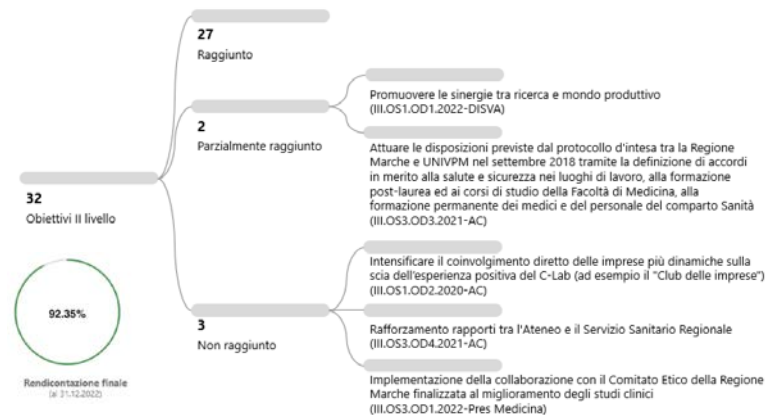 27
Raggiunto
2
Parzialmente raggiunto
Promuovere le sinergie tra ricerca e mondo produttivo
(III.OS1.OD1.2022-DISVA)
Attuare le disposizioni previste dal protocollo d'intesa tra la Regione
Marche e UNIVPM nel settembre 2018 tramite la definizione di accordi
in merito alla salute e sicurezza nei luoghi di lavoro, alla formazione
post-laurea ed ai corsi di studio della Facoltà di Medicina, alla
formazione permanente dei medici e del personale del comparto Sanità
(III.OS3.OD3.2021-AC)
32
Obiettivi II livello
92.35%
Rendicontazione finale
(al 31.12.2022)
3
Non raggiunto
Intensificare il coinvolgimento diretto delle imprese più dinamiche sulla
scia dell'esperienza positiva del C-Lab (ad esempio il "Club delle imprese")
(III.OS1.OD2.2020-AC)
Rafforzamento rapporti tra l'Ateneo e il Servizio Sanitario Regionale
(III.OS3.OD4.2021-AC)
Implementazione della collaborazione con il Comitato Etico della Regione
Marche finalizzata al miglioramento degli studi clinici
(III.OS3.OD1.2022-Pres Medicina)